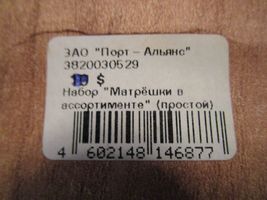 ЗАО "Порт – Альянс"
3820030529
$
Набор "Матрёшки в
ассортименте" (простой)
4 602148 146877